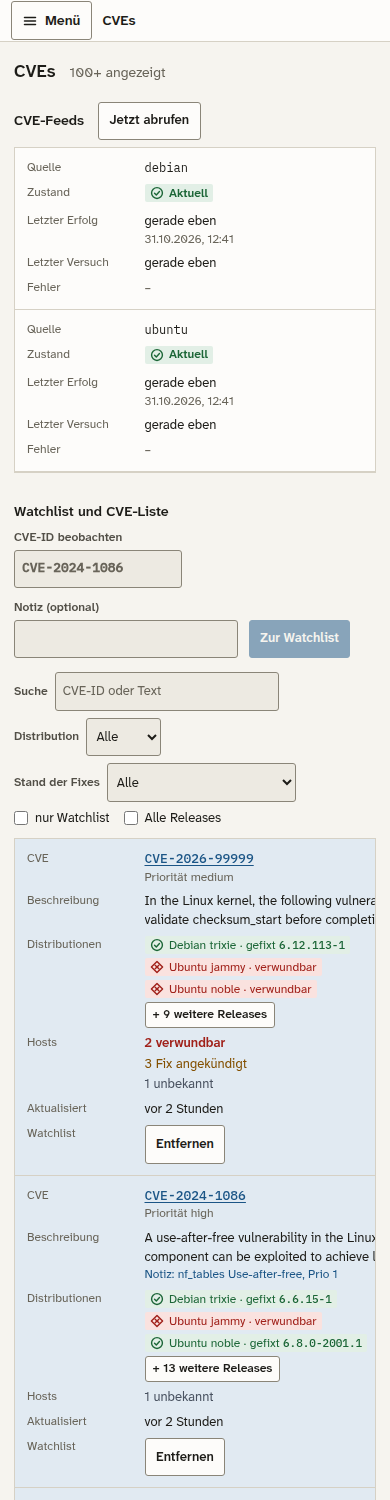 Menü CVEs
CVEs 100+ angezeigt
CVE-Feeds Jetzt abrufen
Quelle debian
Zustand Aktuell
Letzter Erfolg gerade eben
31.10.2026, 12:41
Letzter Versuch gerade eben
Fehler –
Quelle ubuntu
Zustand Aktuell
Letzter Erfolg gerade eben
31.10.2026, 12:41
Letzter Versuch gerade eben
Fehler –
Watchlist und CVE-Liste
CVE-ID beobachten
CVE-2024-1086
Notiz (optional)
Zur Watchlist
Suche CVE-ID oder Text
Distribution Alle
Stand der Fixes Alle
nur Watchlist Alle Releases
CVE CVE-2026-99999
Priorität medium
Beschreibung In the Linux kernel, the following vulnera
validate checksum_start before completi
Distributionen Debian trixie · gefixt 6.12.113-1
Ubuntu jammy · verwundbar
Ubuntu noble · verwundbar
+ 9 weitere Releases
Hosts 2 verwundbar
3 Fix angekündigt
1 unbekannt
Aktualisiert vor 2 Stunden
Watchlist Entfernen
CVE CVE-2024-1086
Priorität high
Beschreibung A use-after-free vulnerability in the Linux
component can be exploited to achieve l
Notiz: nf_tables Use-after-free, Prio 1
Distributionen Debian trixie · gefixt 6.6.15-1
Ubuntu jammy · verwundbar
Ubuntu noble · gefixt 6.8.0-2001.1
+ 13 weitere Releases
Hosts 1 unbekannt
Aktualisiert vor 2 Stunden
Watchlist Entfernen